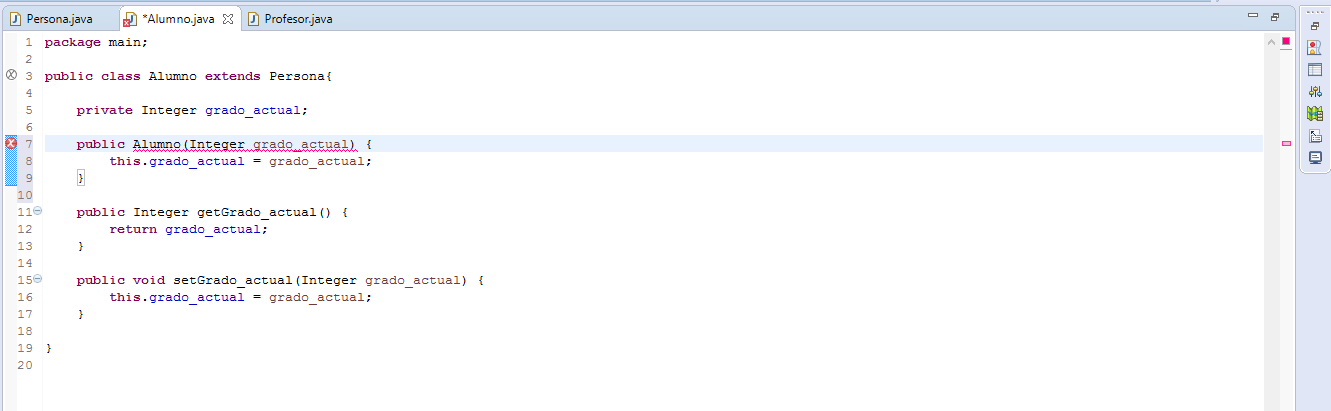 Persona.java *Alumno.java Profesor.java
1 package main;
2
3 public class Alumno extends Persona{
4
5     private Integer grado_actual;
6
7     public Alumno(Integer grado_actual) {
8         this.grado_actual = grado_actual;
9     }
10
11     public Integer getGrado_actual() {
12         return grado_actual;
13     }
14
15     public void setGrado_actual(Integer grado_actual) {
16         this.grado_actual = grado_actual;
17     }
18
19 }
20